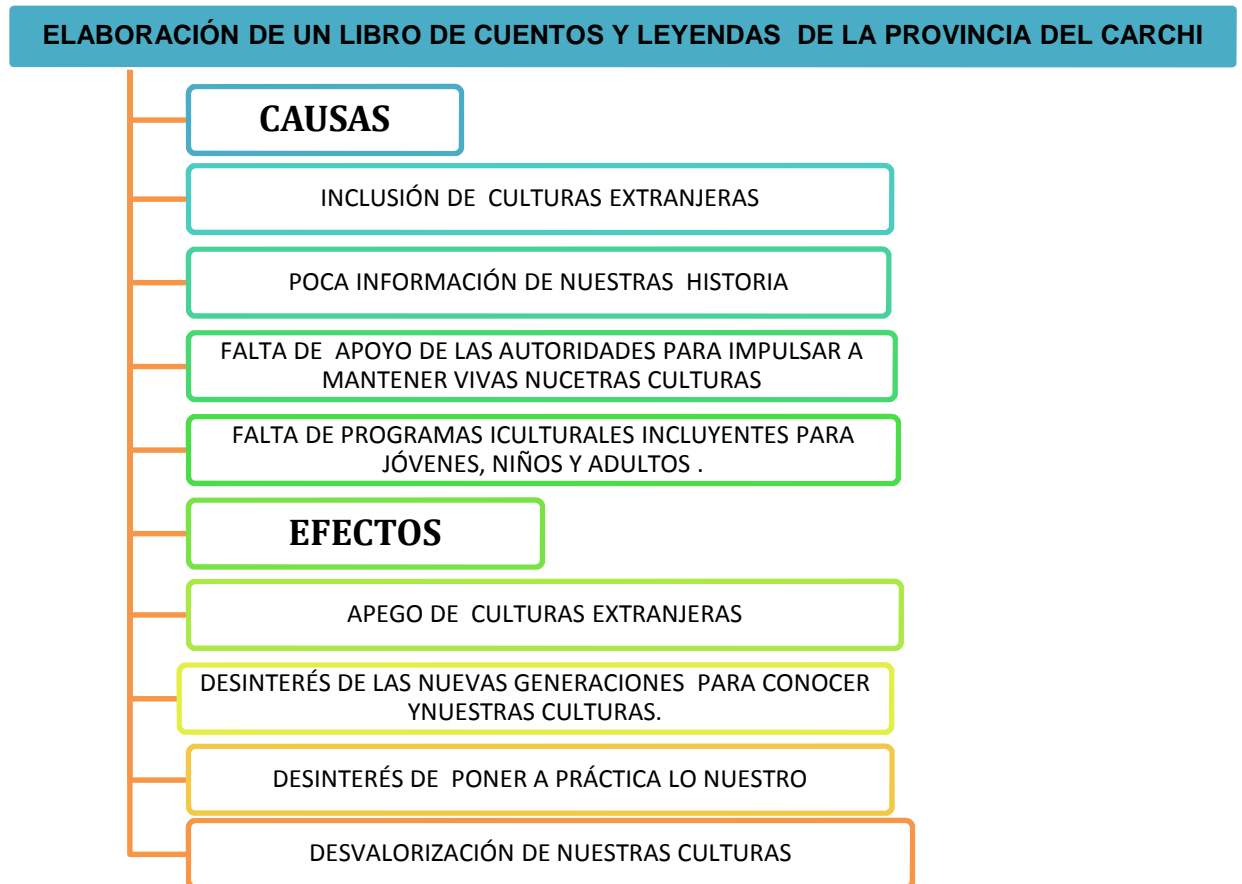 ELABORACIÓN DE UN LIBRO DE CUENTOS Y LEYENDAS DE LA PROVINCIA DEL CARCHI
CAUSAS
INCLUSIÓN DE CULTURAS EXTRANJERAS
POCA INFORMACIÓN DE NUESTRAS HISTORIA
FALTA DE APOYO DE LAS AUTORIDADES PARA IMPULSAR A
MANTENER VIVAS NUCETRAS CULTURAS
FALTA DE PROGRAMAS ICULTURALES INCLUYENTES PARA
JÓVENES, NIÑOS Y ADULTOS .
EFECTOS
APEGO DE CULTURAS EXTRANJERAS
DESINTERÉS DE LAS NUEVAS GENERACIONES PARA CONOCER
YNUESTRAS CULTURAS.
DESINTERÉS DE PONER A PRÁCTICA LO NUESTRO
DESVALORIZACIÓN DE NUESTRAS CULTURAS